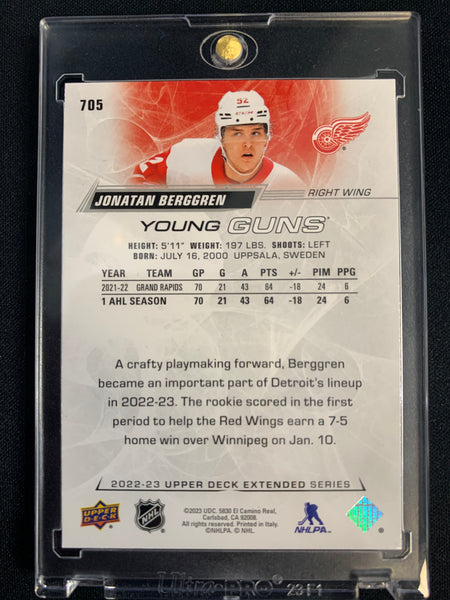 705
52
JONATAN BERGGREN
RIGHT WING
YOUNG GUNS®
HEIGHT: 5'11" WEIGHT: 197 LBS. SHOOTS: LEFT
BORN: JULY 16, 2000 UPPSALA, SWEDEN
YEAR TEAM GP G A PTS +/- PIM PPG
2021-22 GRAND RAPIDS 70 21 43 64 -18 24 6
1 AHL SEASON 70 21 43 64 -18 24 6
A crafty playmaking forward, Berggren
became an important part of Detroit's lineup
in 2022-23. The rookie scored in the first
period to help the Red Wings earn a 7-5
home win over Winnipeg on Jan. 10.
2022-23 UPPER DECK EXTENDED SERIES
UPPER DECK
NHL
©2023 UDC. 5830 El Camino Real,
Carlsbad, CA 92008.
All rights reserved. Printed in Italy.
©NHLPA. © NHL.
NHLPA